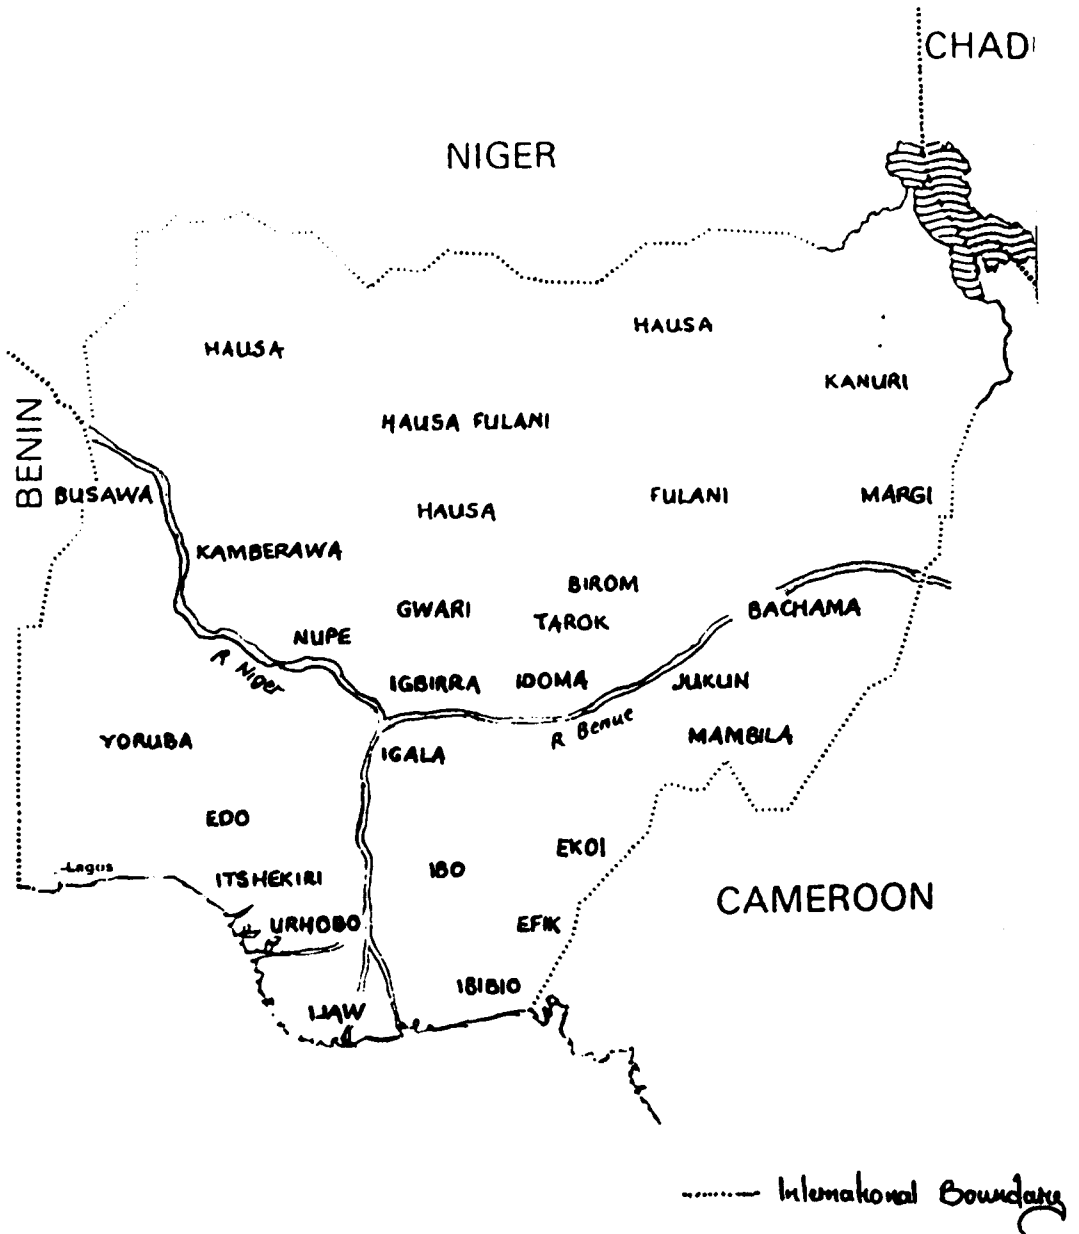 CHAD
NIGER
HAUSA
HAUSA
KANURI
BENIN
HAUSA FULANI
BUSAWA
HAUSA
FULANI
MARGI
KAMBERAWA
BIROM
GWARI
TAROK
BACHAMA
NUPE
R Niger
IGBIRRA
IDOMA
JUKUN
R Benue
YORUBA
IGALA
MAMBILA
EDO
EKOI
Lagos
ITSHEKIRI
IBO
CAMEROON
URHOBO
EFIK
IBIBIO
IJAW
International Boundary